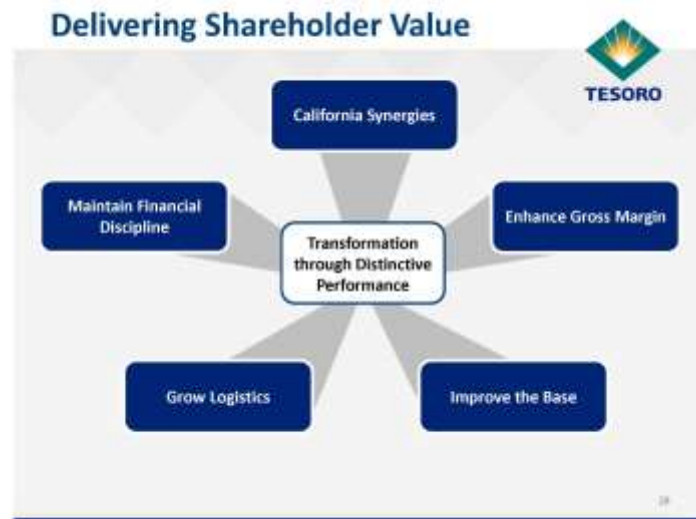 Delivering Shareholder Value
TESORO
California Synergies
Maintain Financial
Discipline
Enhance Gross Margin
Transformation
through Distinctive
Performance
Grow Logistics
Improve the Base